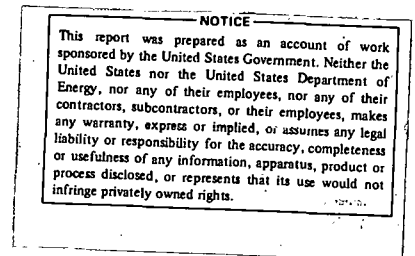 NOTICE
This report was prepared as an account of work
sponsored by the United States Government. Neither the
United States nor the United States Department of
Energy, nor any of their employees, nor any of their
contractors, subcontractors, or their employees, makes
any warranty, express or implied, or assumes any legal
liability or responsibility for the accuracy, completeness
or usefulness of any information, apparatus, product or
process disclosed, or represents that its use would not
infringe privately owned rights.